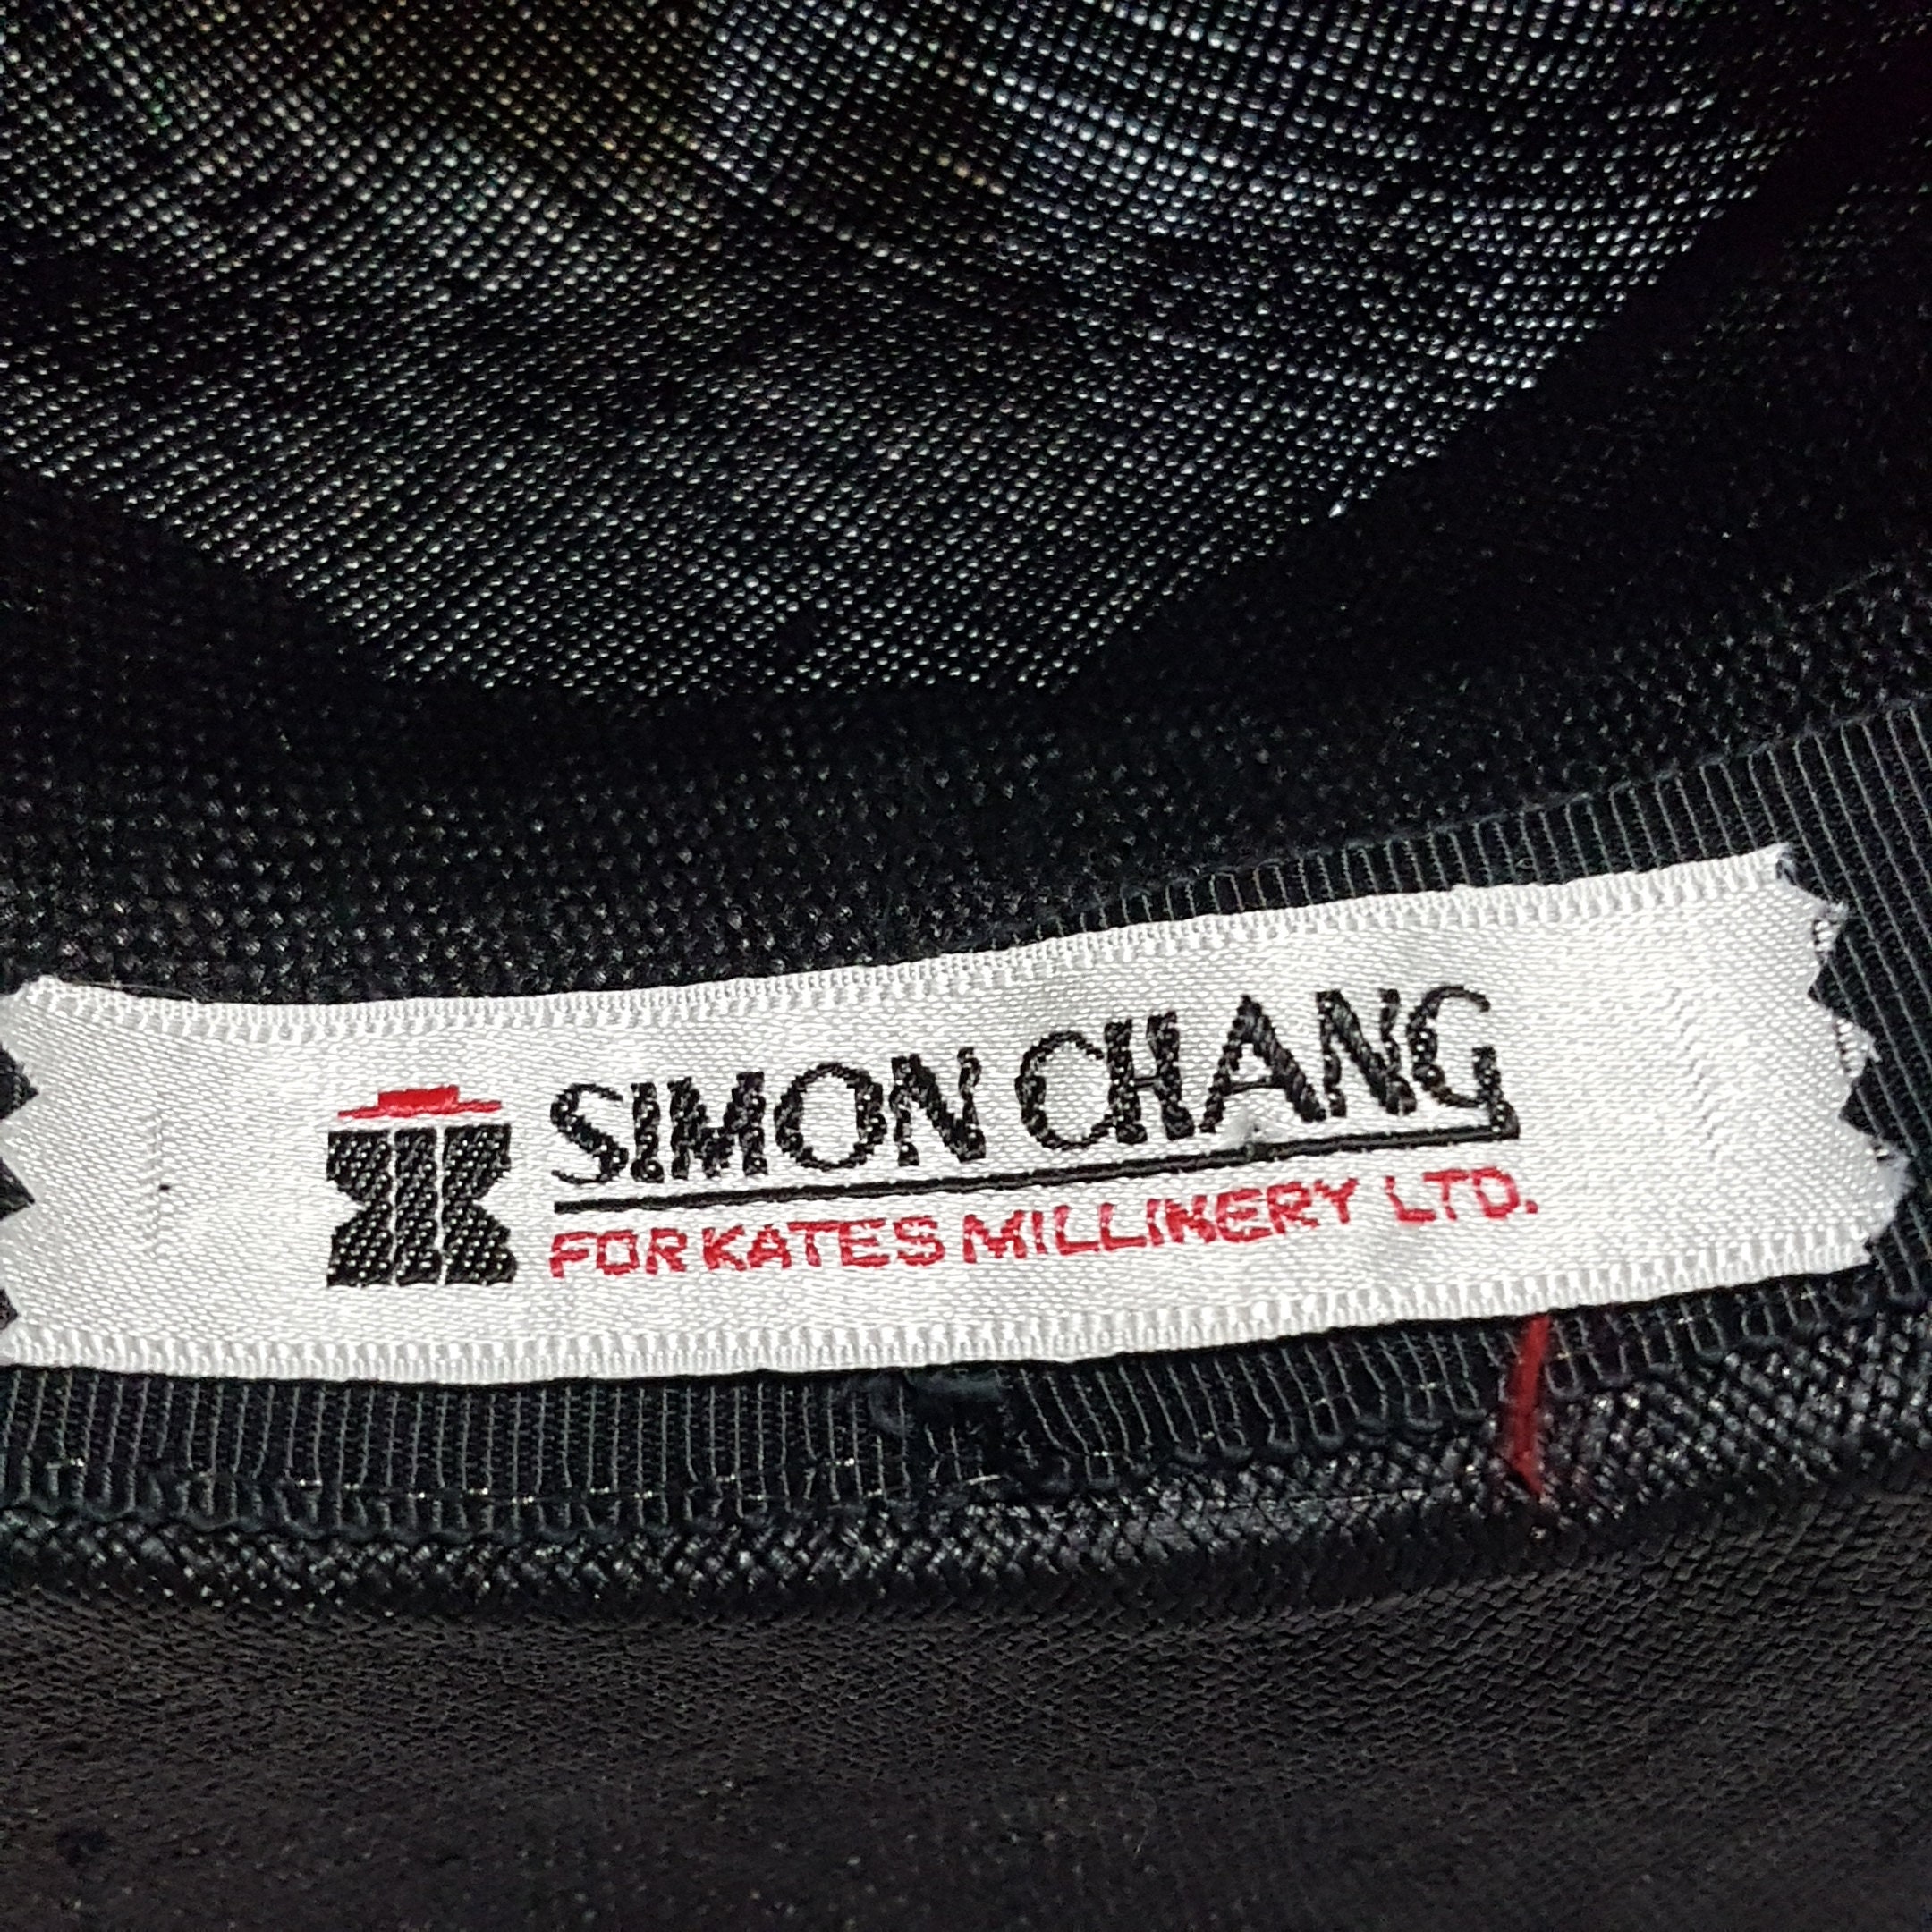 SIMON CHANG
FOR KATES MILLINERY LTD.